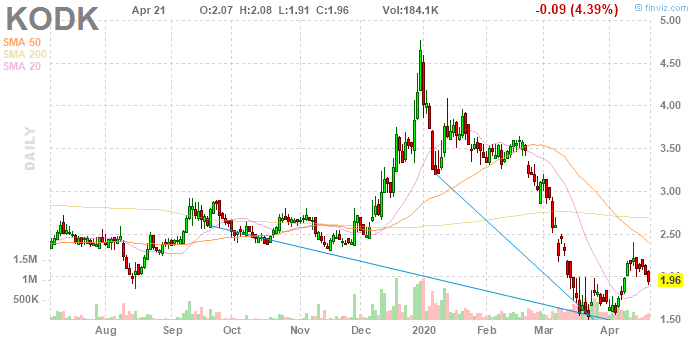 © finviz.com
KODK Apr 21 O:2.07 H:2.08 L:1.91 C:1.96 Vol:184.1K -0.09 (4.39%)
SMA 50
SMA 200
SMA 20
DAILY
5.00
4.50
4.00
3.50
3.00
2.50
2.00
1.96
1.50
1.5M
1M
500K
Aug Sep Oct Nov Dec 2020 Feb Mar Apr